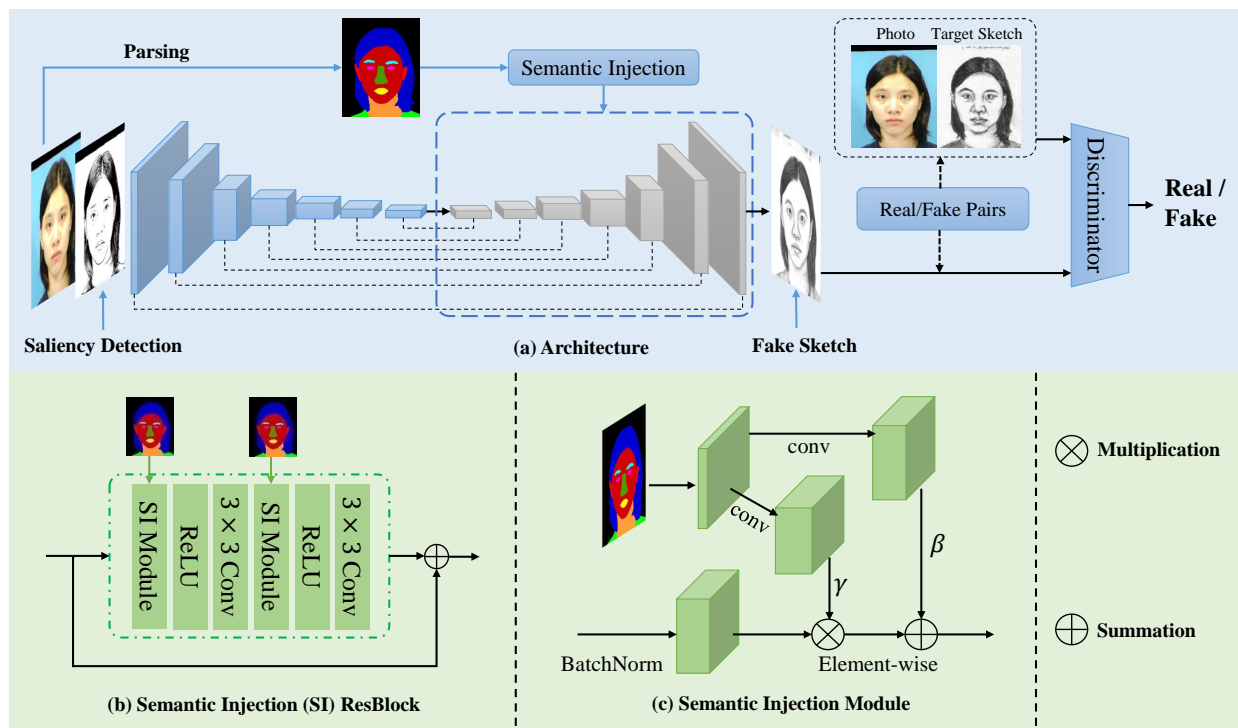 Parsing
Semantic Injection
Photo
Target Sketch
Real/Fake Pairs
Discriminator
Real /
Fake
Saliency Detection
(a) Architecture
Fake Sketch
SI Module
ReLU
3 × 3 Conv
SI Module
ReLU
3 × 3 Conv
(b) Semantic Injection (SI) ResBlock
conv
conv
γ
β
BatchNorm
Element-wise
(c) Semantic Injection Module
Multiplication
Summation